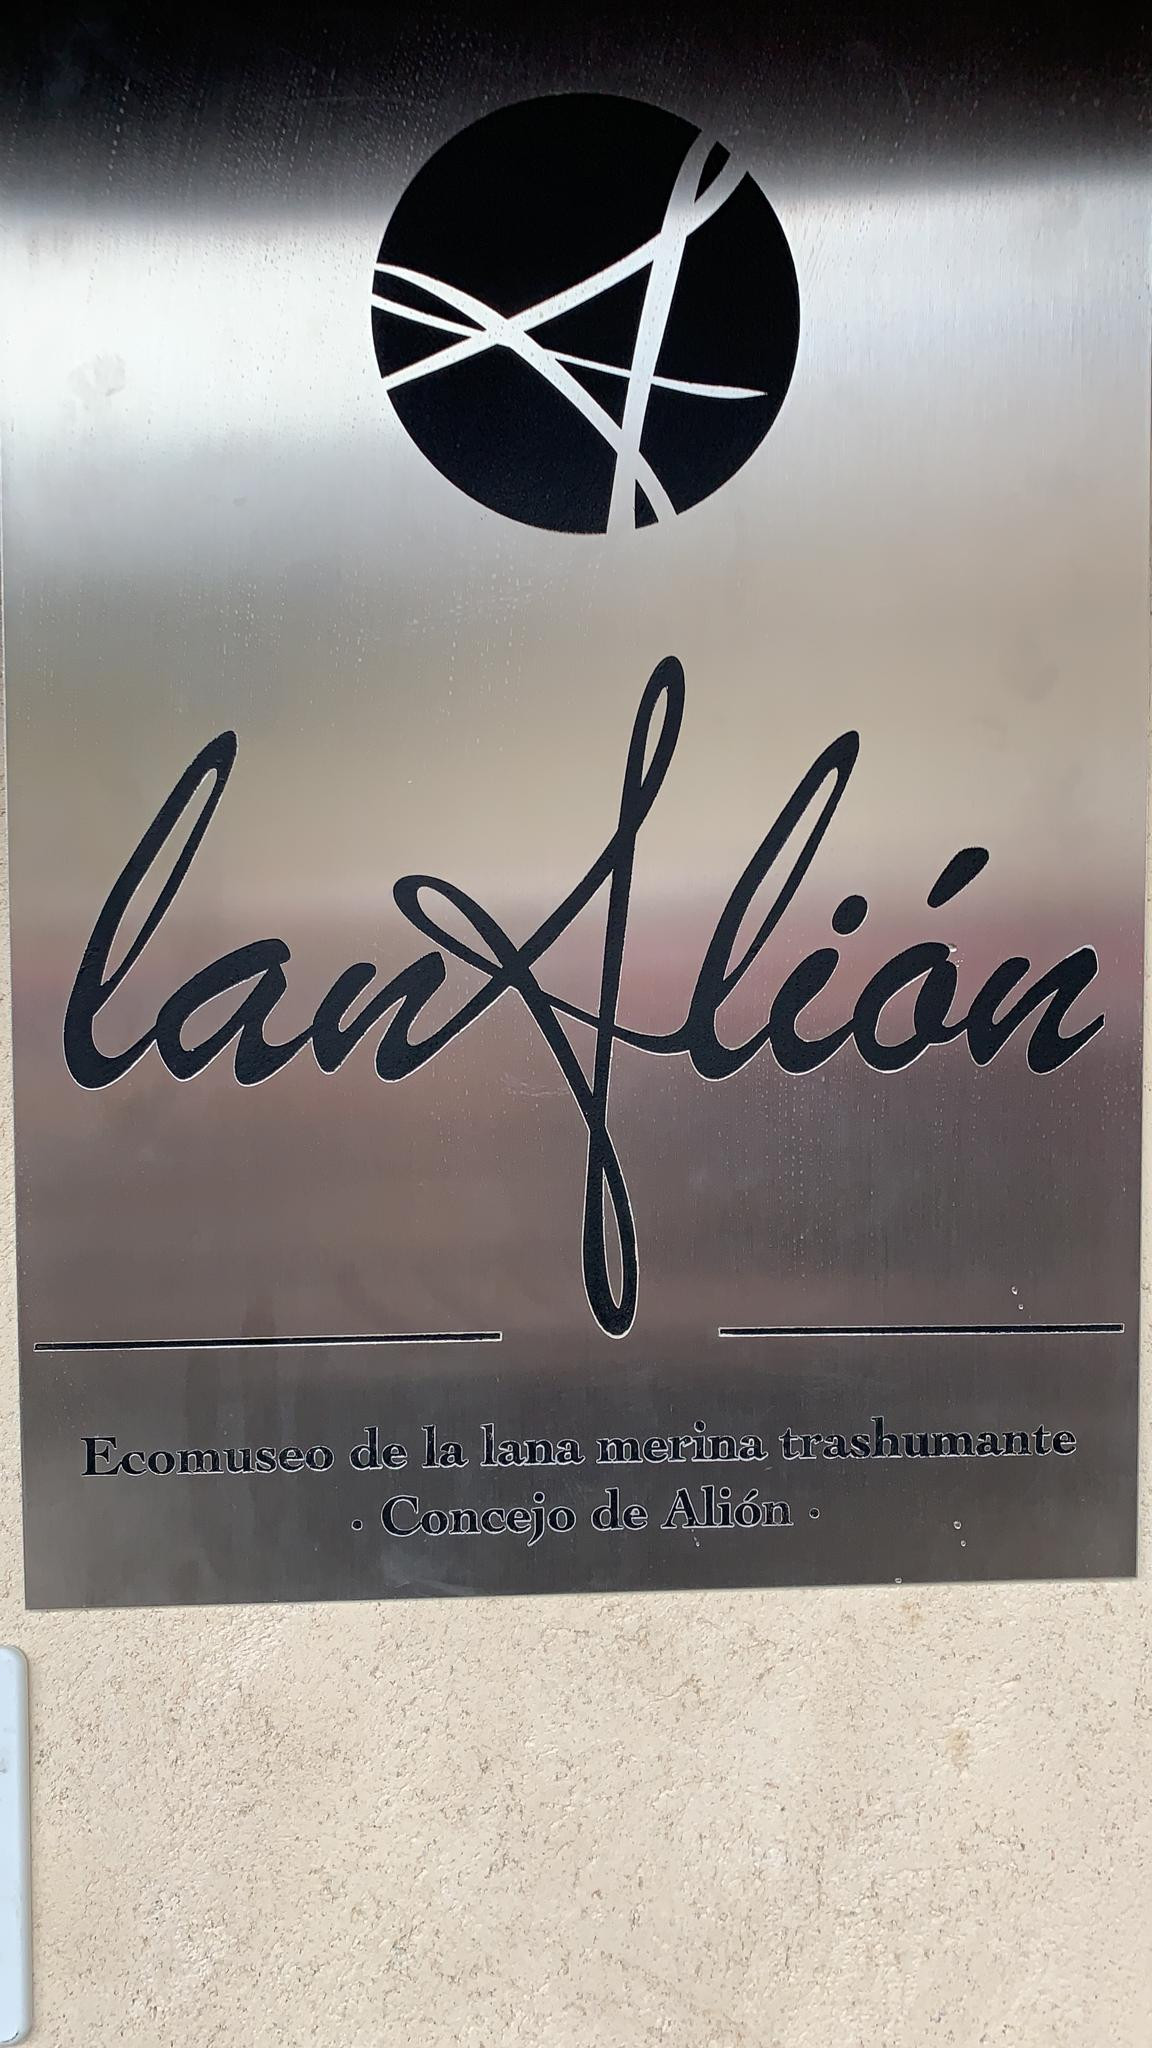 lanAlión
Ecomuseo de la lana merina trashumante
· Concejo de Alión ·